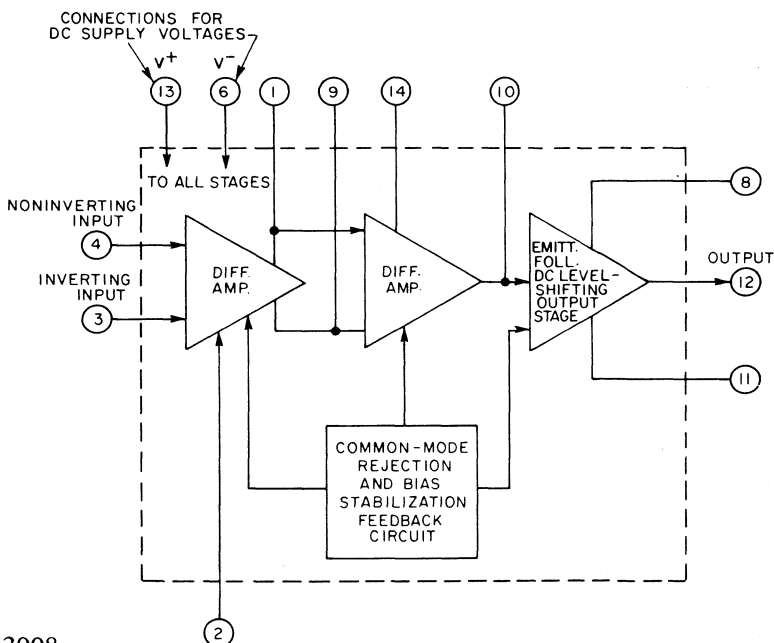 CONNECTIONS FOR
DC SUPPLY VOLTAGES
V+ V-
13 6 1 9 14 10
TO ALL STAGES
8
NONINVERTING
INPUT
4
INVERTING
INPUT
3
DIFF.
AMP.
DIFF.
AMP.
EMITT.
FOLL.
DC LEVEL-
SHIFTING
OUTPUT
STAGE
OUTPUT
12
11
COMMON-MODE
REJECTION
AND BIAS
STABILIZATION
FEEDBACK
CIRCUIT
2